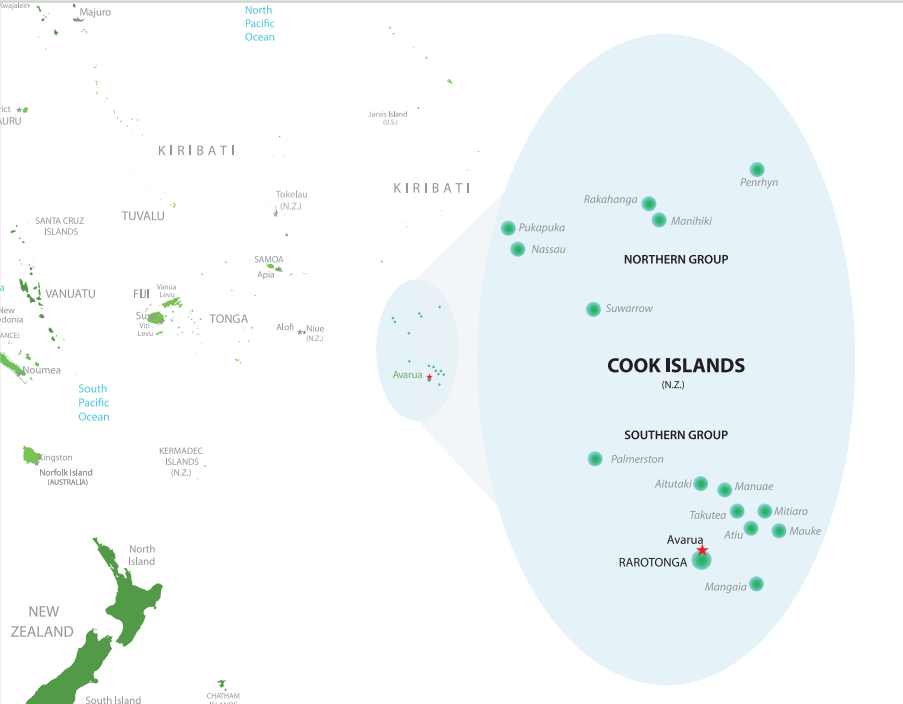 Kwajalein
Majuro
North
Pacific
Ocean
Jarvis Island
(U.S.)
KIRIBATI
KIRIBATI
Tokelau
(N.Z.)
TUVALU
SANTA CRUZ
ISLANDS
SAMOA
Apia
VANUATU
FIJI
Vanua
Levu
Viti-
Levu
TONGA
Alofi
Niue
(N.Z.)
New
Noumea
Avarua
South
Pacific
Ocean
Kingston
Norfolk Island
(AUSTRALIA)
KERMADEC
ISLANDS
(N.Z.)
North
Island
NEW
ZEALAND
South Island
CHATHAM
ISLANDS
Penrhyn
Rakahanga
Manihiki
Pukapuka
Nassau
NORTHERN GROUP
Suwarrow
COOK ISLANDS
(N.Z.)
SOUTHERN GROUP
Palmerston
Aitutaki
Manuae
Takutea
Mitiaro
Atiu
Mauke
Avarua
RAROTONGA
Mangaia